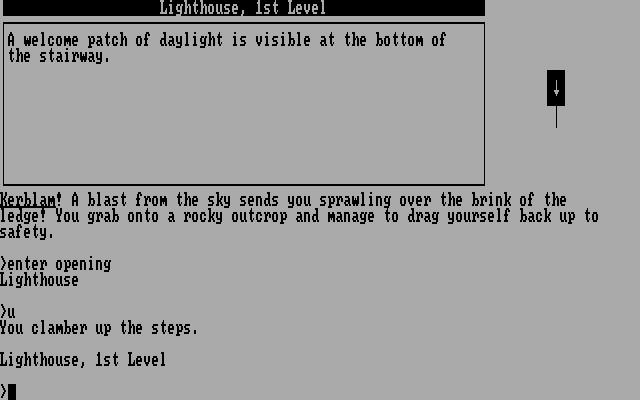 Lighthouse, 1st Level
A welcome patch of daylight is visible at the bottom of
the stairway.
Kerblam! A blast from the sky sends you sprawling over the brink of the
ledge! You grab onto a rocky outcrop and manage to drag yourself back up to
safety.
>enter opening
Lighthouse
>u
You clamber up the steps.
Lighthouse, 1st Level
>